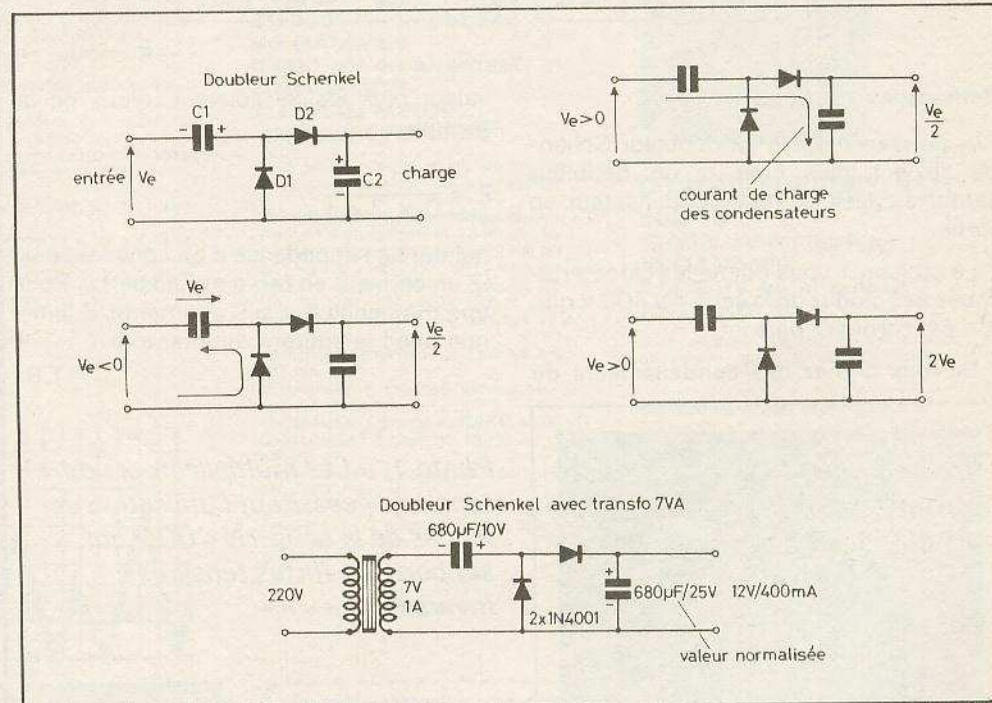 Doubleur Schenkel
C1
D2
- +
entrée
Ve
D1
+
-
C2
charge
Ve>0
Ve
2
courant de charge
des condensateurs
Ve
Ve<0
Ve
2
Ve>0
2Ve
Doubleur Schenkel avec transfo 7VA
680µF/10V
- +
220V
7V
1A
2x1N4001
+
-
680µF/25V
12V/400mA
valeur normalisée